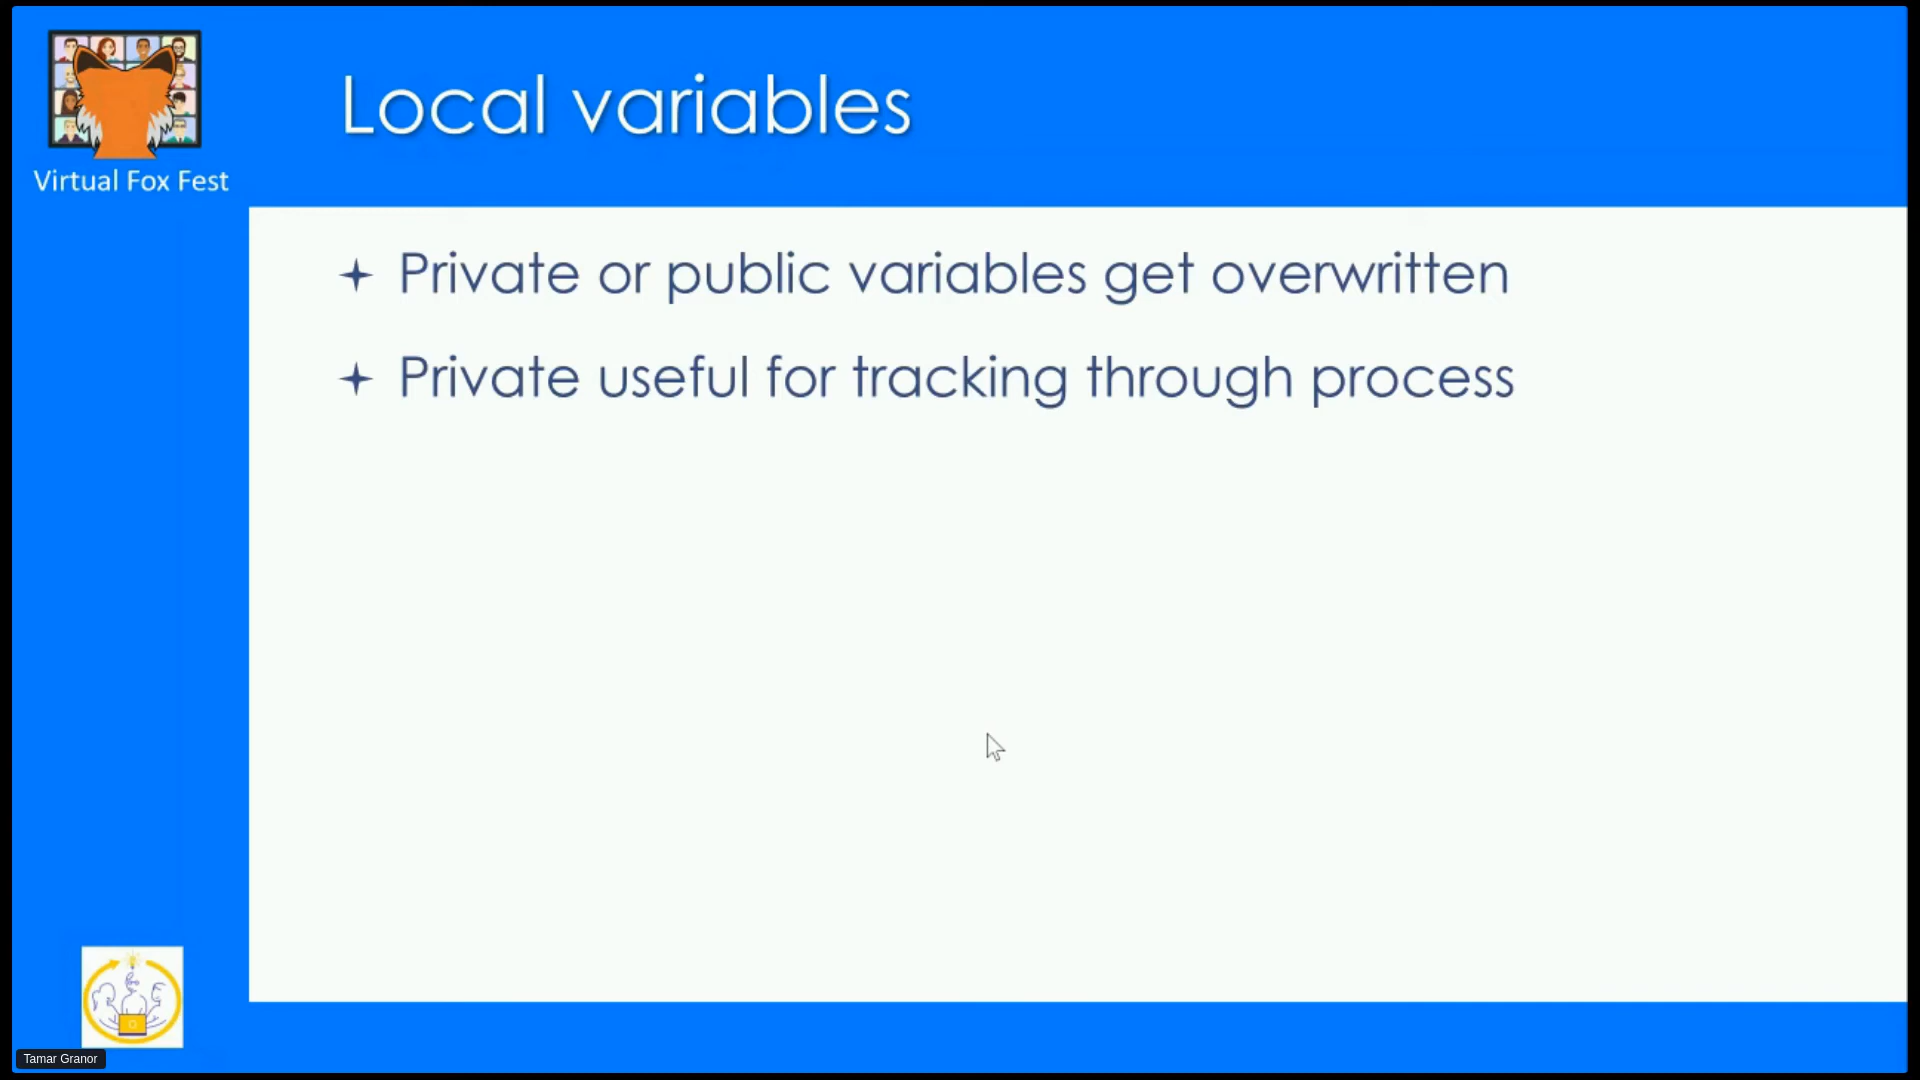 Local variables
Virtual Fox Fest
Private or public variables get overwritten
Private useful for tracking through process
Tamar Granor